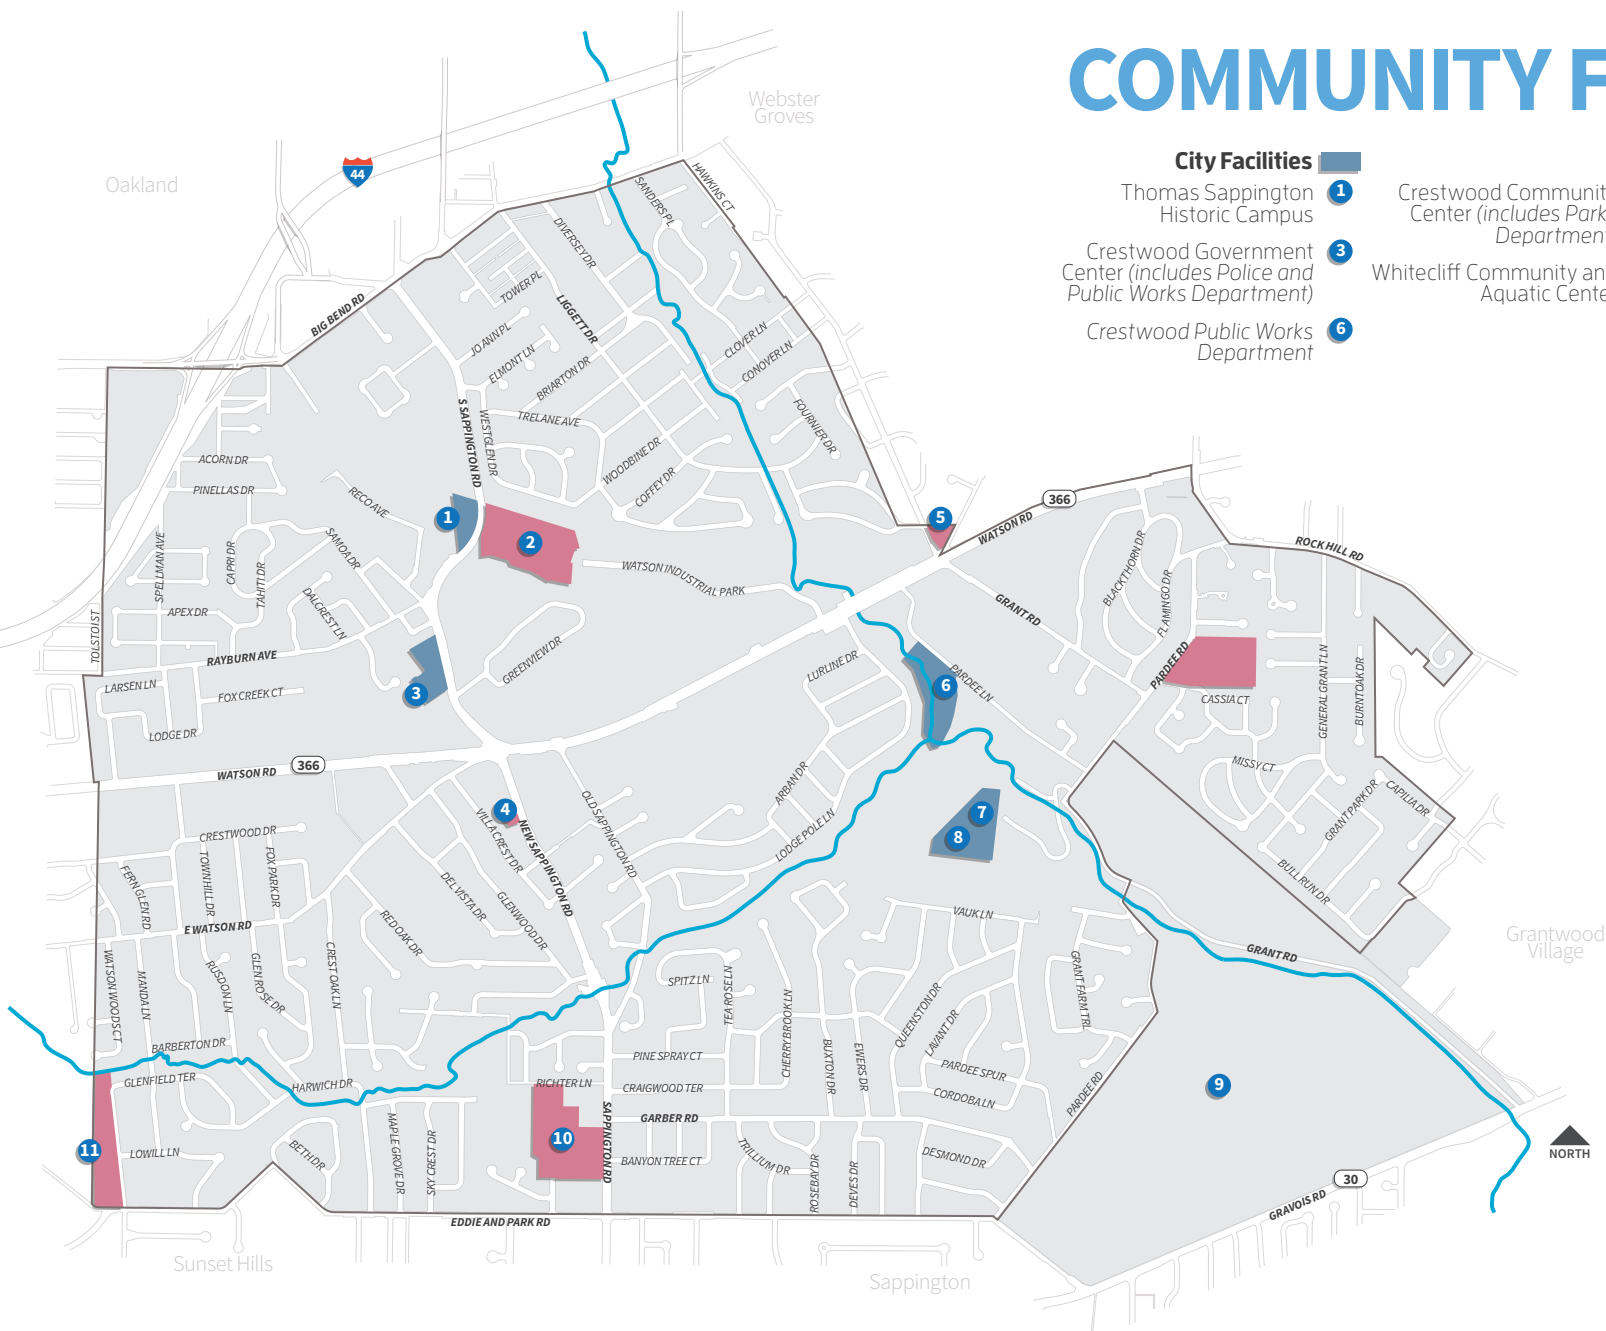 COMMUNITY F
City Facilities
Thomas Sappington
Historic Campus
1
Crestwood Government
Center (includes Police and
Public Works Department)
3
Crestwood Public Works
Department
6
Crestwood Communit
Center (includes Park
Departmen
Whitecliff Community an
Aquatic Cente
Webster
Groves
Oakland
44
HAWKINS CT
SANDERS PL
DIVERSEY DR
TOWER PL
LIGGETT DR
BIG BEND RD
JO ANN PL
ELMONT LN
BRIARTON DR
CLOVER LN
CONOVER LN
S SAPPINGTON RD
WESTGLEN DR
TRELANE AVE
FOURNIER DR
WOODBINE DR
COFFEY DR
ACORN DR
PINELLAS DR
RECO AVE
1
2
5
366
WATSON RD
ROCK HILL RD
SPELLMAN AVE
CAPRI DR
TAHITI DR
SAMOA DR
WATSON INDUSTRIAL PARK
BLACKTHORN DR
FLAMINGO DR
APEX DR
DALCREST LN
GRANT RD
TOLSTOI ST
RAYBURN AVE
GREENVIEW DR
LURLINE DR
PARDEE LN
PARDEE RD
CASSIA CT
GENERAL GRANT LN
BURNTOAK DR
LARSEN LN
FOX CREEK CT
3
6
LODGE DR
WATSON RD
366
MISSY CT
ARBAN DR
GRANT PARK DR
CAPILIA DR
4
VILLA CREST DR
NEW SAPPINGTON RD
OLD SAPPINGTON RD
7
8
LODGE POLE LN
CRESTWOOD DR
FERN GLEN RD
TOWN HILL DR
FOX PARK DR
BULL RUN DR
DEL VISTA DR
GLENWOOD DR
RED OAK DR
VAUK LN
E WATSON RD
GRANT RD
Grantwood
Village
WATSON WOODS CT
MANDA LN
RUSDON LN
GLEN ROSE DR
CREST OAK LN
SPITZ LN
TEA ROSE LN
CHERRYBROOK LN
QUEENSTON DR
LAVANT DR
GRANT FARM TRL
BARBERTON DR
PINE SPRAY CT
BUXTON DR
EWERS DR
PARDEE SPUR
GLENFIELD TER
HARWICH DR
RICHTER LN
CRAIGWOOD TER
CORDOBA LN
PARDEE RD
9
SAPPINGTON RD
GARBER RD
11
LOWILL LN
BETH DR
MAPLE GROVE DR
SKY CREST DR
10
BANYON TREE CT
TRILLIUM DR
ROSEBAY DR
DEVES DR
DESMOND DR
NORTH
30
GRAVOIS RD
EDDIE AND PARK RD
Sunset Hills
Sappington